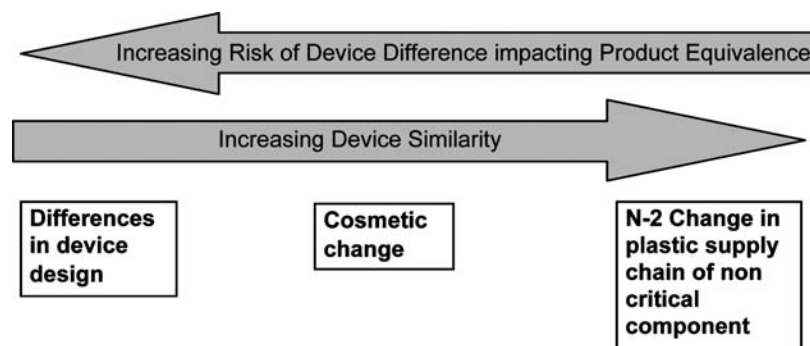 Increasing Risk of Device Difference impacting Product Equivalence
Increasing Device Similarity
Differences
in device
design
Cosmetic
change
N-2 Change in
plastic supply
chain of non
critical
component